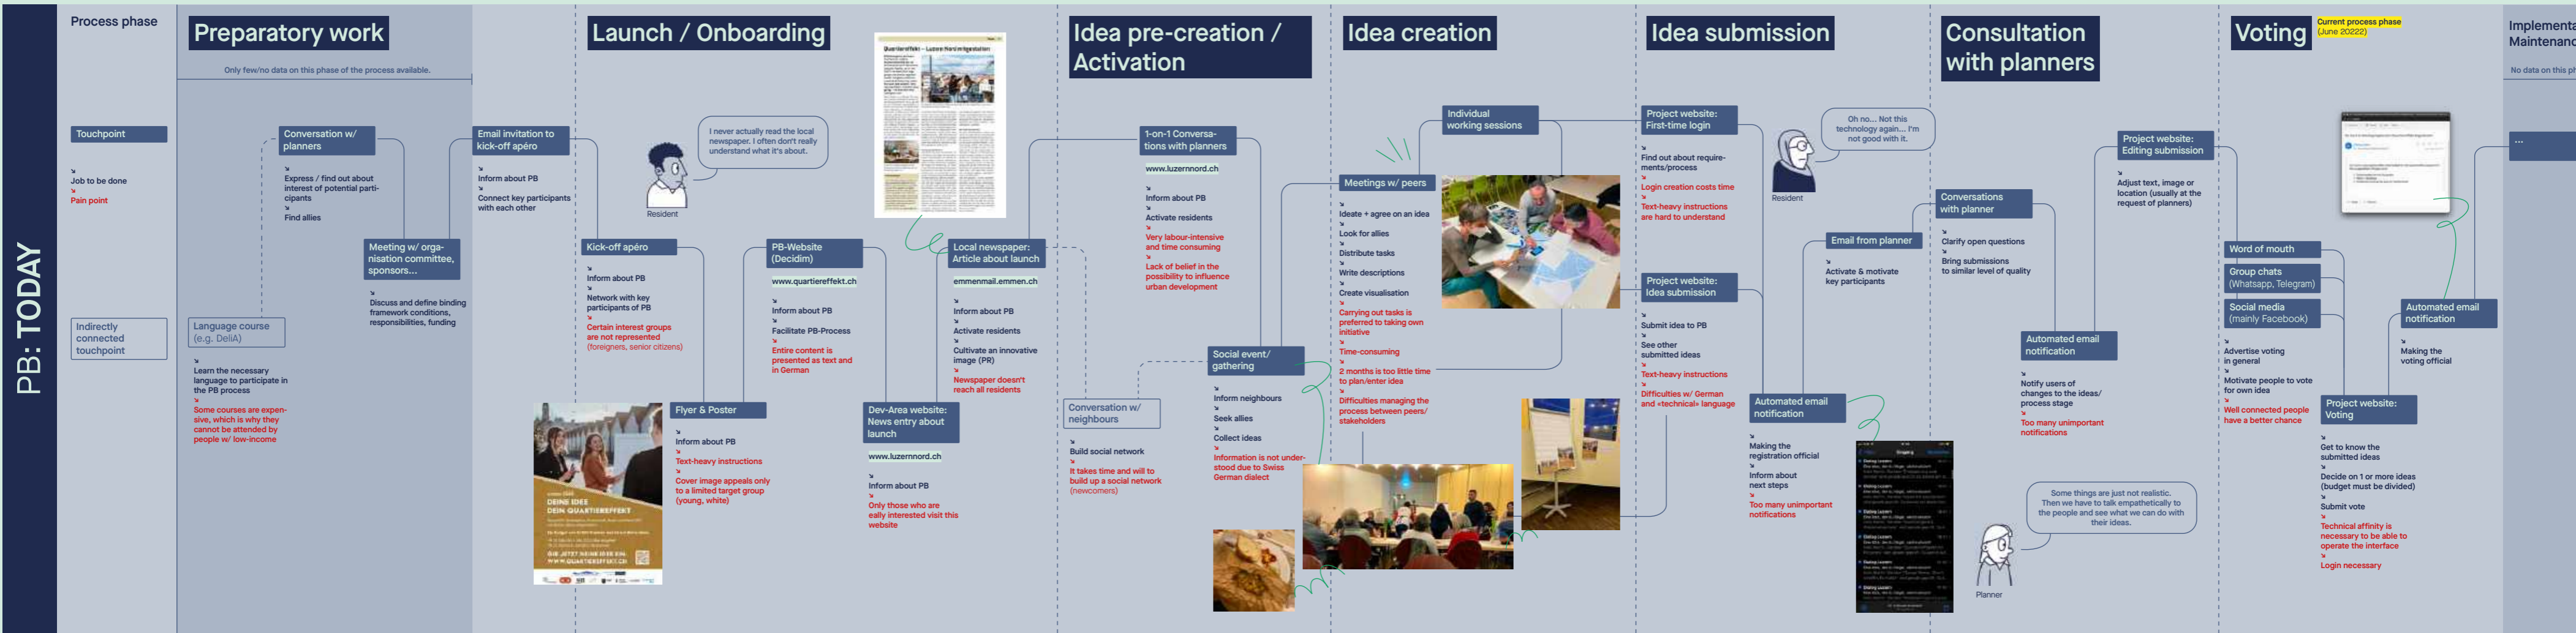 PB: TODAY
Process phase
Touchpoint
Job to be done
Pain point
Indirectly
connected
touchpoint
Preparatory work
Only few/no data on this phase of the process available.
Language course
(e.g. DeliA)
Learn the necessary
language to participate in
the PB process
Some courses are expen-
sive, which is why they
cannot be attended by
people w/ low-income
Conversation w/
planners
Express / find out about
interest of potential parti-
cipants
Find allies
Meeting w/ orga-
nisation committee,
sponsors...
Discuss and define binding
framework conditions,
responsibilities, funding
Email invitation to
kick-off apéro
Inform about PB
Connect key participants
with each other
Launch / Onboarding
Kick-off apéro
Inform about PB
Network with key
participants of PB
Certain interest groups
are not represented
(foreigners, senior citizens)
I never actually read the local
newspaper. I often don't really
understand what it's about.
Resident
Flyer & Poster
Inform about PB
Text-heavy instructions
Cover image appeals only
to a limited target group
(young, white)
DEINE IDEE
DEIN QUARTIEREFFEKT
GIB JETZT DEINE IDEE EIN
WWW.QUARTIEREFFEKT.CH
PB-Website
(Decidim)
www.quartiereffekt.ch
Inform about PB
Facilitate PB-Process
Entire content is
presented as text and
in German
Dev-Area website:
News entry about
launch
www.luzernnord.ch
Inform about PB
Only those who are
eally interested visit this
website
Local newspaper:
Article about launch
emmenmail.emmen.ch
Inform about PB
Activate residents
Cultivate an innovative
image (PR)
Newspaper doesn't
reach all residents
Idea pre-creation /
Activation
Conversation w/
neighbours
Build social network
It takes time and will to
build up a social network
(newcomers)
1-on-1 Conversa-
tions with planners
www.luzernnord.ch
Inform about PB
Activate residents
Very labour-intensive
and time consuming
Lack of belief in the
possibility to influence
urban development
Social event/
gathering
Inform neighbours
Seek allies
Collect ideas
Information is not under-
stood due to Swiss
German dialect
Idea creation
Meetings w/ peers
Ideate + agree on an idea
Look for allies
Distribute tasks
Write descriptions
Create visualisation
Carrying out tasks is
preferred to taking own
initiative
Time-consuming
2 months is too little time
to plan/enter idea
Difficulties managing the
process between peers/
stakeholders
Individual
working sessions
Idea submission
Project website:
First-time login
Find out about require-
ments/process
Login creation costs time
Text-heavy instructions
are hard to understand
Project website:
Idea submission
Submit idea to PB
See other
submitted ideas
Text-heavy instructions
Difficulties w/ German
and «technical» language
Oh no... Not this
technology again... I'm
not good with it.
Resident
Automated email
notification
Making the
registration official
Inform about
next steps
Too many unimportant
notifications
Email from planner
Activate & motivate
key participants
Consultation
with planners
Conversations
with planner
Clarify open questions
Bring submissions
to similar level of quality
Automated email
notification
Notify users of
changes to the ideas/
process stage
Too many unimportant
notifications
Project website:
Editing submission
Adjust text, image or
location (usually at the
request of planners)
Some things are just not realistic.
Then we have to talk empathetically to
the people and see what we can do with
their ideas.
Planner
Voting
Current process phase
(June 20222)
Word of mouth
Group chats
(Whatsapp, Telegram)
Social media
(mainly Facebook)
Advertise voting
in general
Motivate people to vote
for own idea
Well connected people
have a better chance
Project website:
Voting
Get to know the
submitted ideas
Decide on 1 or more ideas
(budget must be divided)
Submit vote
Technical affinity is
necessary to be able to
operate the interface
Login necessary
Automated email
notification
Making the
voting official
Implementa
Maintenanc
No data on this ph
...